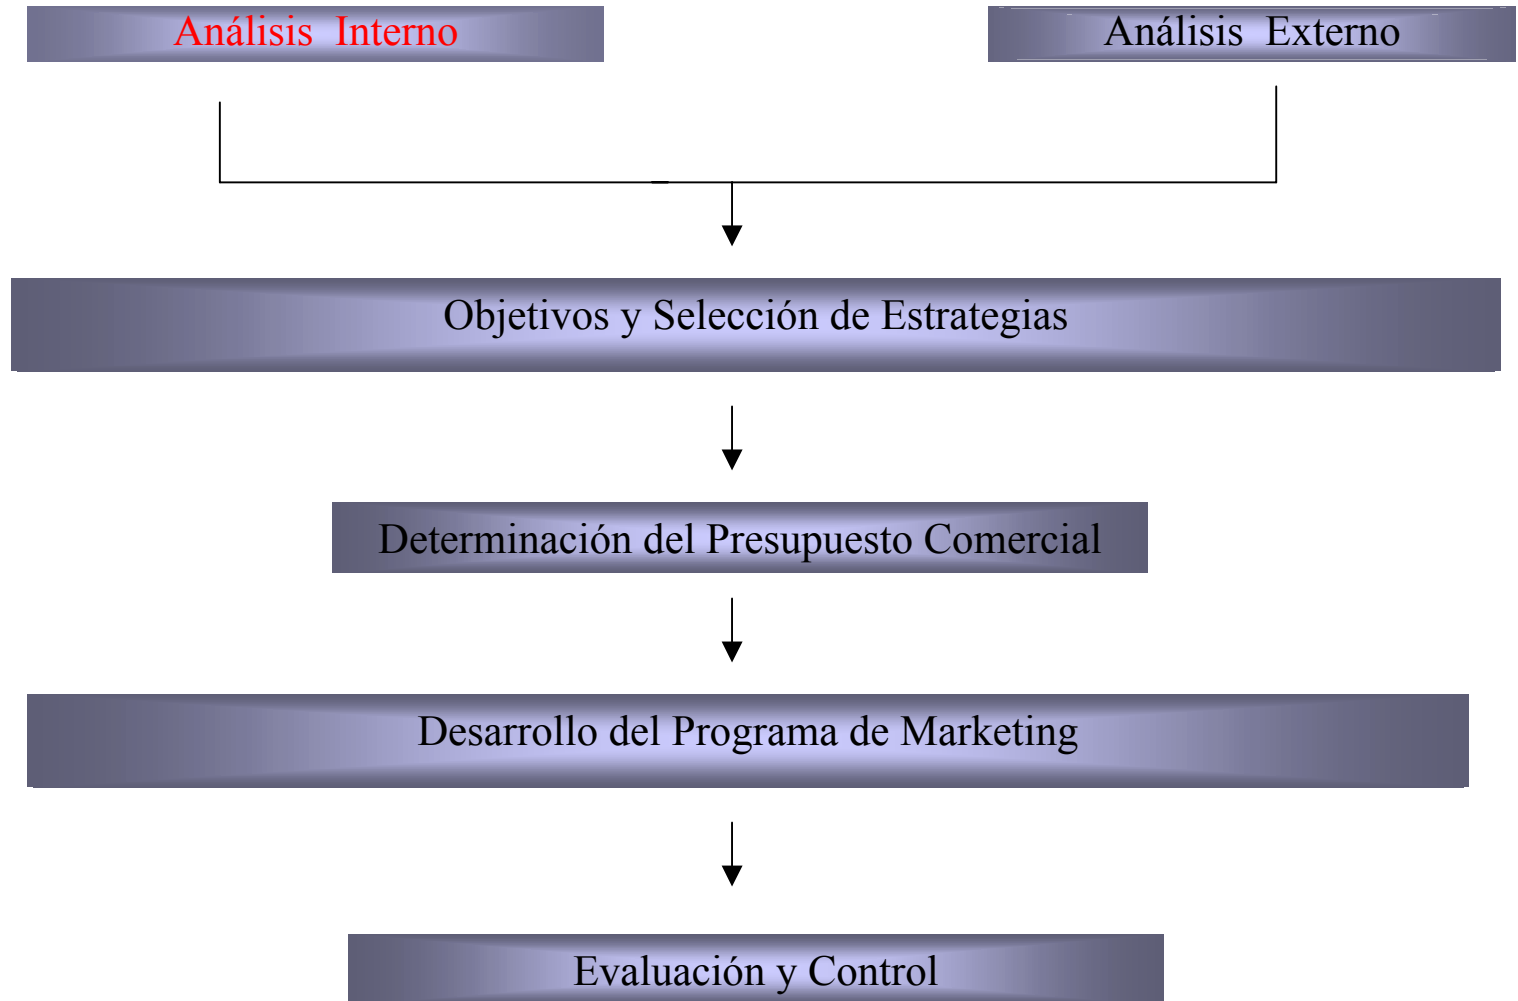 Análisis  Interno
Análisis  Externo
Objetivos y Selección de Estrategias
Determinación del Presupuesto Comercial
Desarrollo del Programa de Marketing
Evaluación y Control